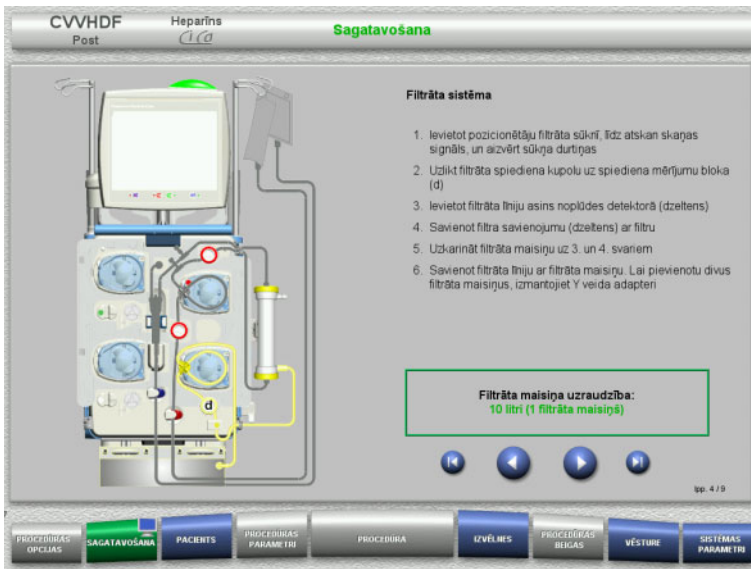 CVVHDF
Post
Heparīns
CiCa
Sagatavošana
Filtrāta sistēma
1. Ievietot pozicionētāju filtrāta sūknī, līdz atskan skaņas
signāls, un aizvērt sūkņa durtiņas
2. Uzlikt filtrāta spiediena kupolu uz spiediena mērījumu bloka
(d)
3. Ievietot filtrāta līniju asins noplūdes detektorā (dzeltens)
4. Savienot filtra savienojumu (dzeltens) ar filtru
5. Uzkarināt filtrāta maisiņu uz 3. un 4. svariem
6. Savienot filtrāta līniju ar filtrāta maisiņu. Lai pievienotu divus
filtrāta maisiņus, izmantojiet Y veida adapteri
d
Filtrāta maisiņa uzraudzība:
10 litri (1 filtrāta maisiņš)
lpp. 4 / 9
PROCEDŪRAS
OPCIJAS
SAGATAVOŠANA
PACIENTS
PROCEDŪRAS
PARAMETRI
PROCEDŪRA
IZVĒLNES
PROCEDŪRAS
BEIGAS
VĒSTURE
SISTĒMAS
PARAMETRI